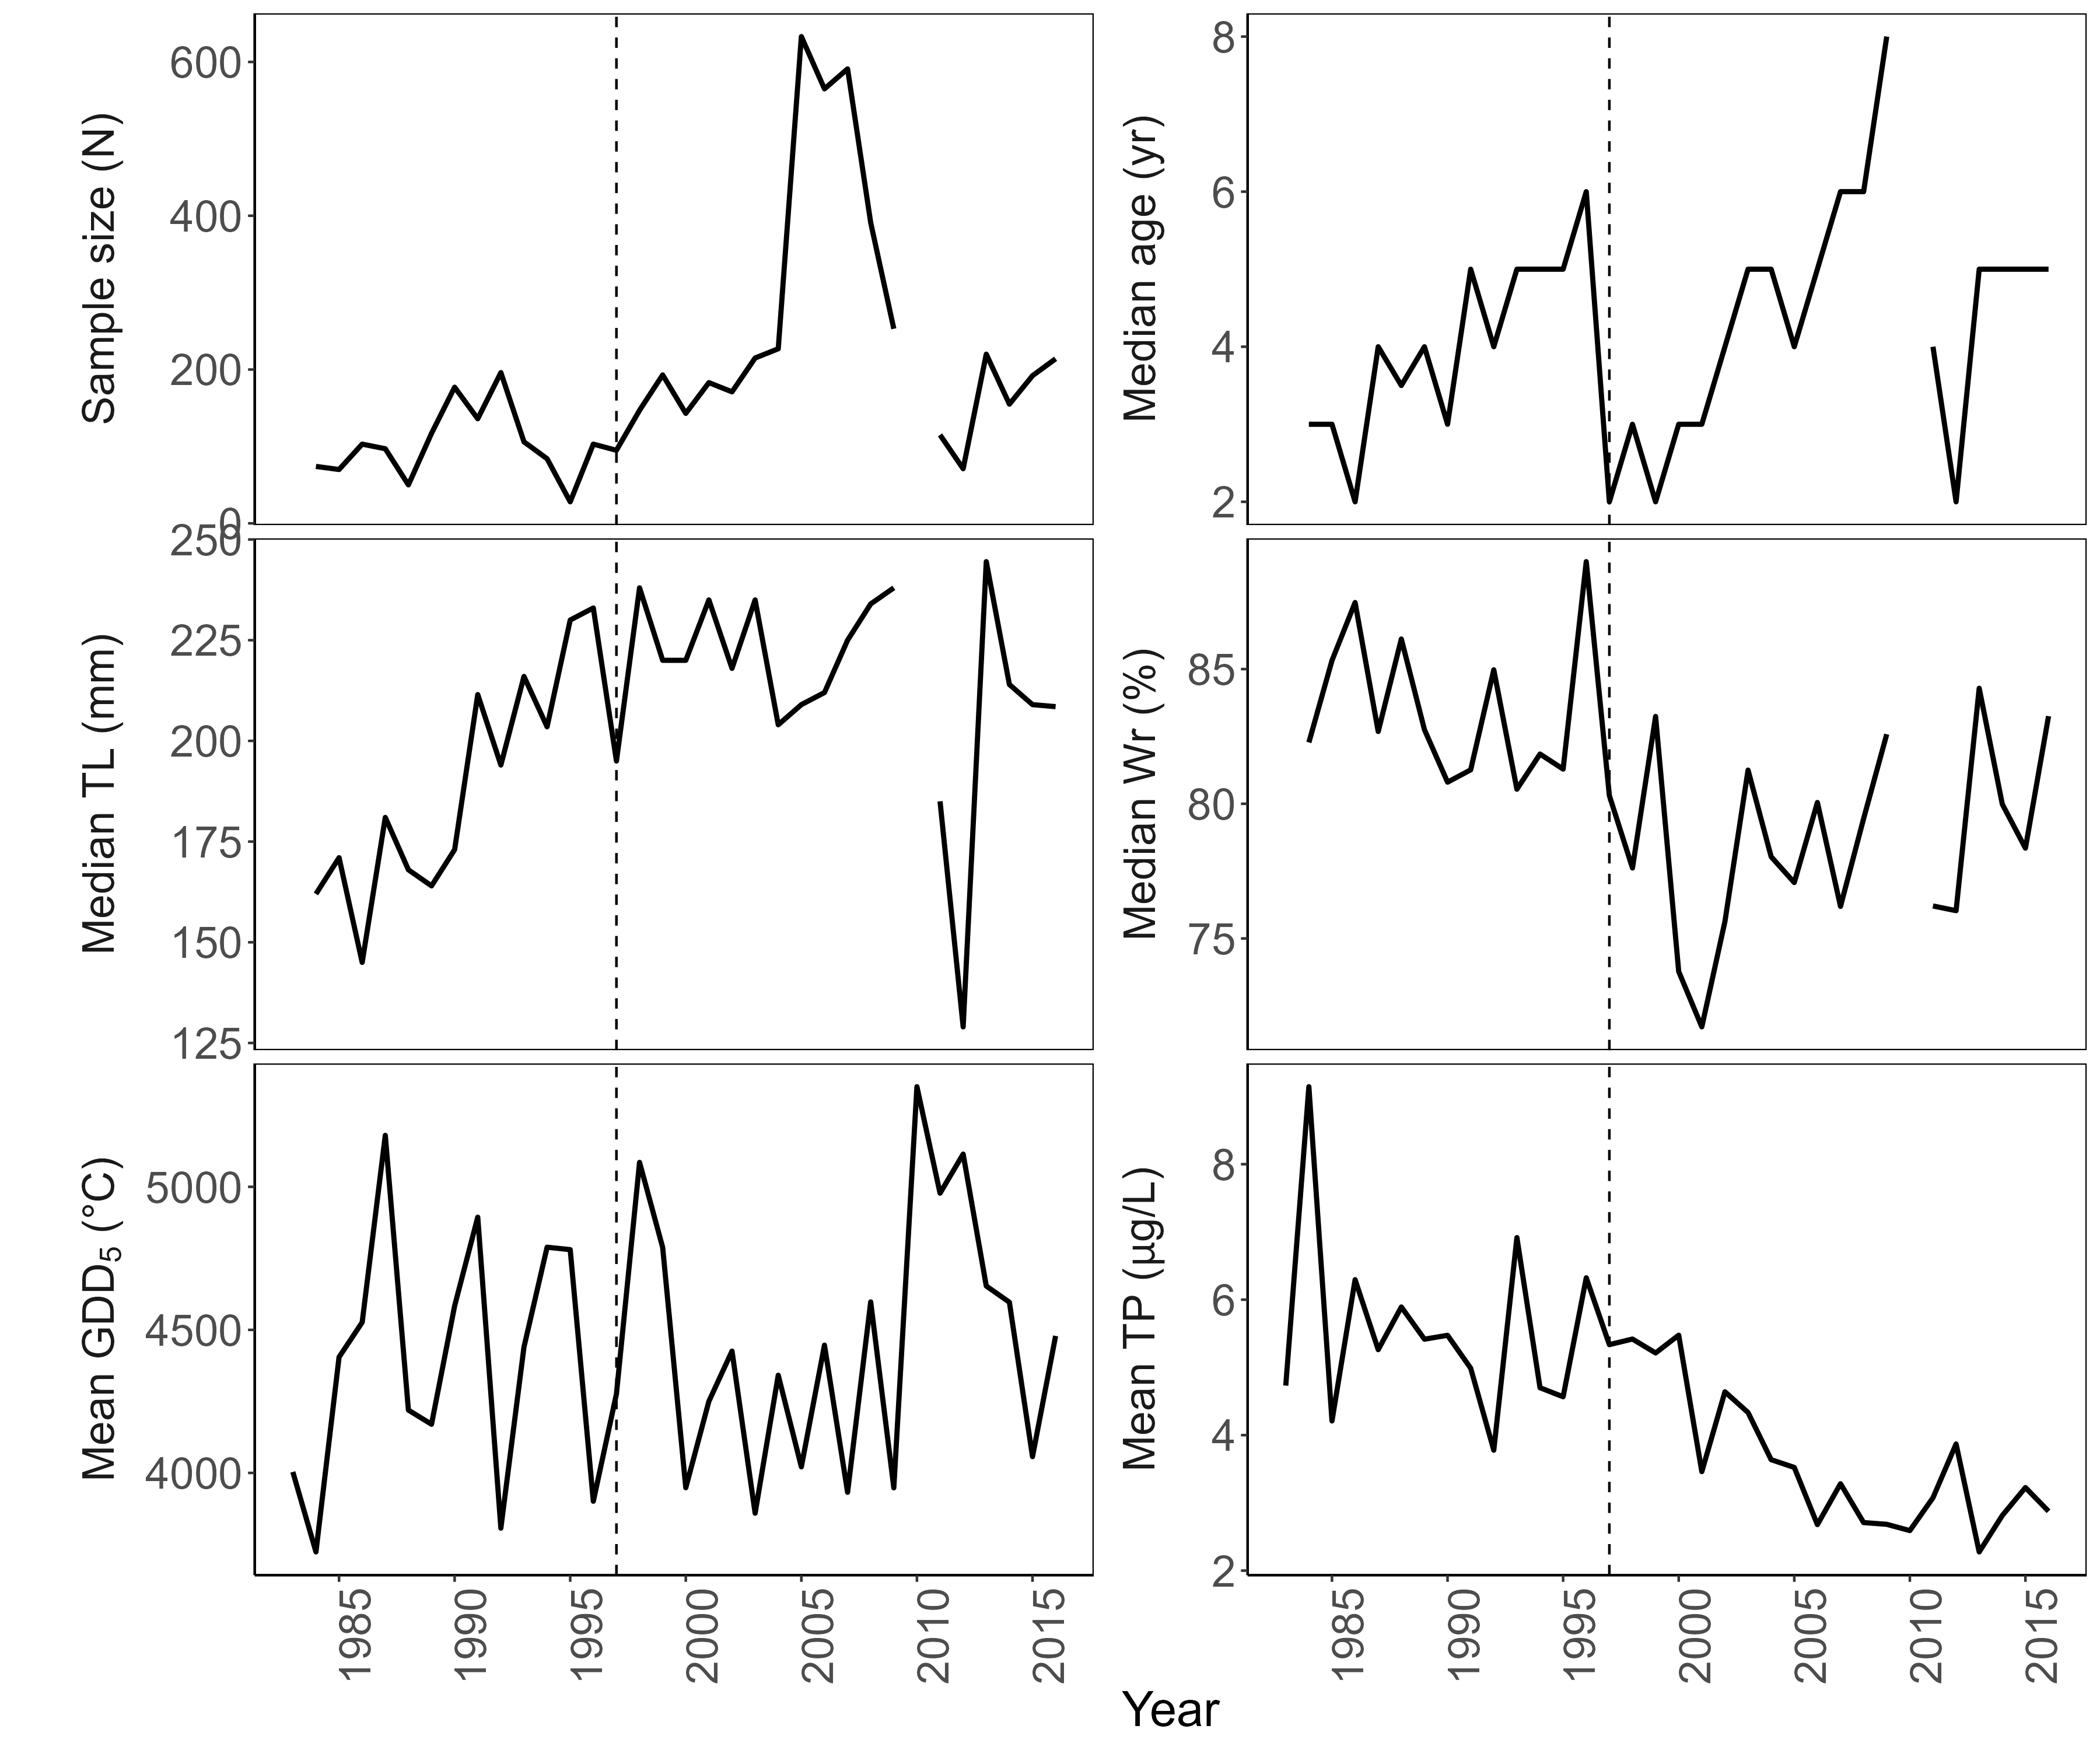 Sample size (N)
600
400
200
0
Median age (yr)
8
6
4
2
Median TL (mm)
250
225
200
175
150
125
Median Wr (%)
85
80
75
Mean GDD5 (°C)
5000
4500
4000
Mean TP (µg/L)
8
6
4
2
1985 1990 1995 2000 2005 2010 2015
1985 1990 1995 2000 2005 2010 2015
Year